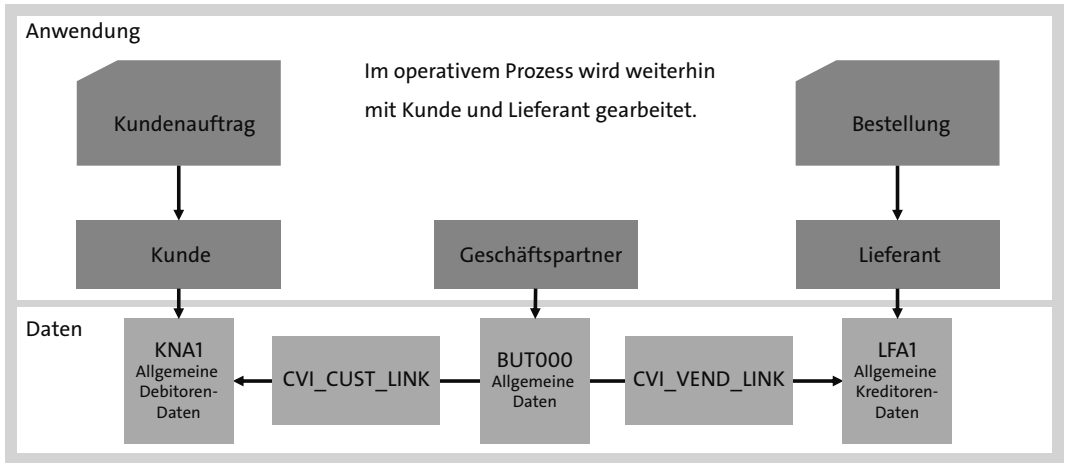 Anwendung
Im operativem Prozess wird weiterhin
mit Kunde und Lieferant gearbeitet.
Kundenauftrag
Bestellung
Kunde
Geschäftspartner
Lieferant
Daten
KNA1
Allgemeine
Debitoren-
Daten
CVI_CUST_LINK
BUT000
Allgemeine
Daten
CVI_VEND_LINK
LFA1
Allgemeine
Kreditoren-
Daten